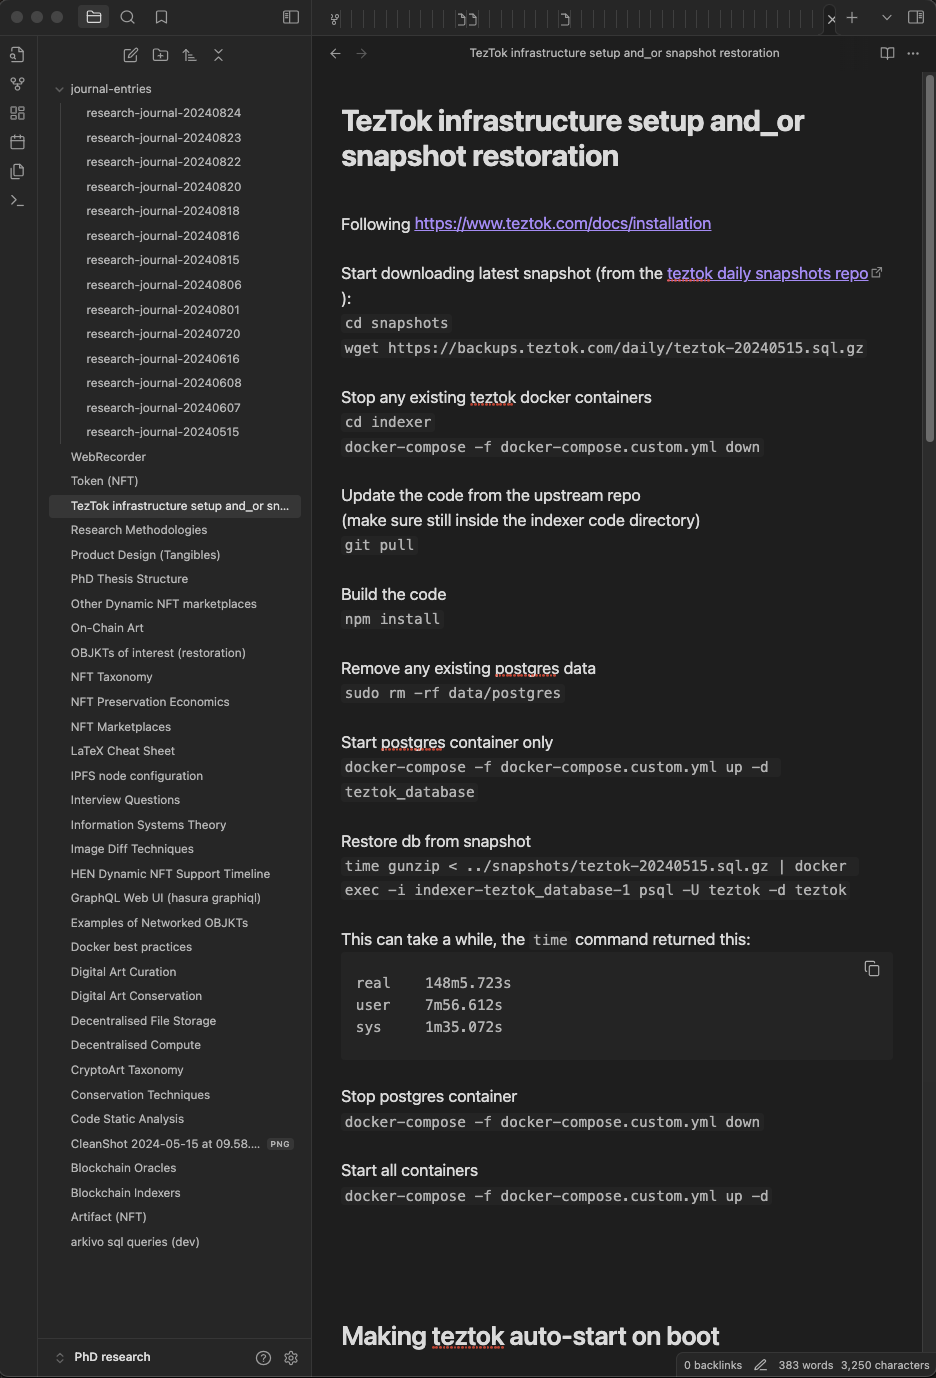 TezTok infrastructure setup and_or snapshot restoration
journal-entries
research-journal-20240824
research-journal-20240823
research-journal-20240822
research-journal-20240820
research-journal-20240818
research-journal-20240816
research-journal-20240815
research-journal-20240806
research-journal-20240801
research-journal-20240720
research-journal-20240616
research-journal-20240608
research-journal-20240607
research-journal-20240515
WebRecorder
Token (NFT)
TezTok infrastructure setup and_or sn...
Research Methodologies
Product Design (Tangibles)
PhD Thesis Structure
Other Dynamic NFT marketplaces
On-Chain Art
OBJKTs of interest (restoration)
NFT Taxonomy
NFT Preservation Economics
NFT Marketplaces
LaTeX Cheat Sheet
IPFS node configuration
Interview Questions
Information Systems Theory
Image Diff Techniques
HEN Dynamic NFT Support Timeline
GraphQL Web UI (hasura graphiql)
Examples of Networked OBJKTs
Docker best practices
Digital Art Curation
Digital Art Conservation
Decentralised File Storage
Decentralised Compute
CryptoArt Taxonomy
Conservation Techniques
Code Static Analysis
CleanShot 2024-05-15 at 09.58.... PNG
Blockchain Oracles
Blockchain Indexers
Artifact (NFT)
arkivo sql queries (dev)
PhD research
TezTok infrastructure setup and_or
snapshot restoration
Following https://www.teztok.com/docs/installation
Start downloading latest snapshot (from the teztok daily snapshots repo
):
cd snapshots
wget https://backups.teztok.com/daily/teztok-20240515.sql.gz
Stop any existing teztok docker containers
cd indexer
docker-compose -f docker-compose.custom.yml down
Update the code from the upstream repo
(make sure still inside the indexer code directory)
git pull
Build the code
npm install
Remove any existing postgres data
sudo rm -rf data/postgres
Start postgres container only
docker-compose -f docker-compose.custom.yml up -d
teztok_database
Restore db from snapshot
time gunzip < ../snapshots/teztok-20240515.sql.gz | docker
exec -i indexer-teztok_database-1 psql -U teztok -d teztok
This can take a while, the time command returned this:
real 148m5.723s
user 7m56.612s
sys 1m35.072s
Stop postgres container
docker-compose -f docker-compose.custom.yml down
Start all containers
docker-compose -f docker-compose.custom.yml up -d
Making teztok auto-start on boot
0 backlinks 383 words 3,250 characters